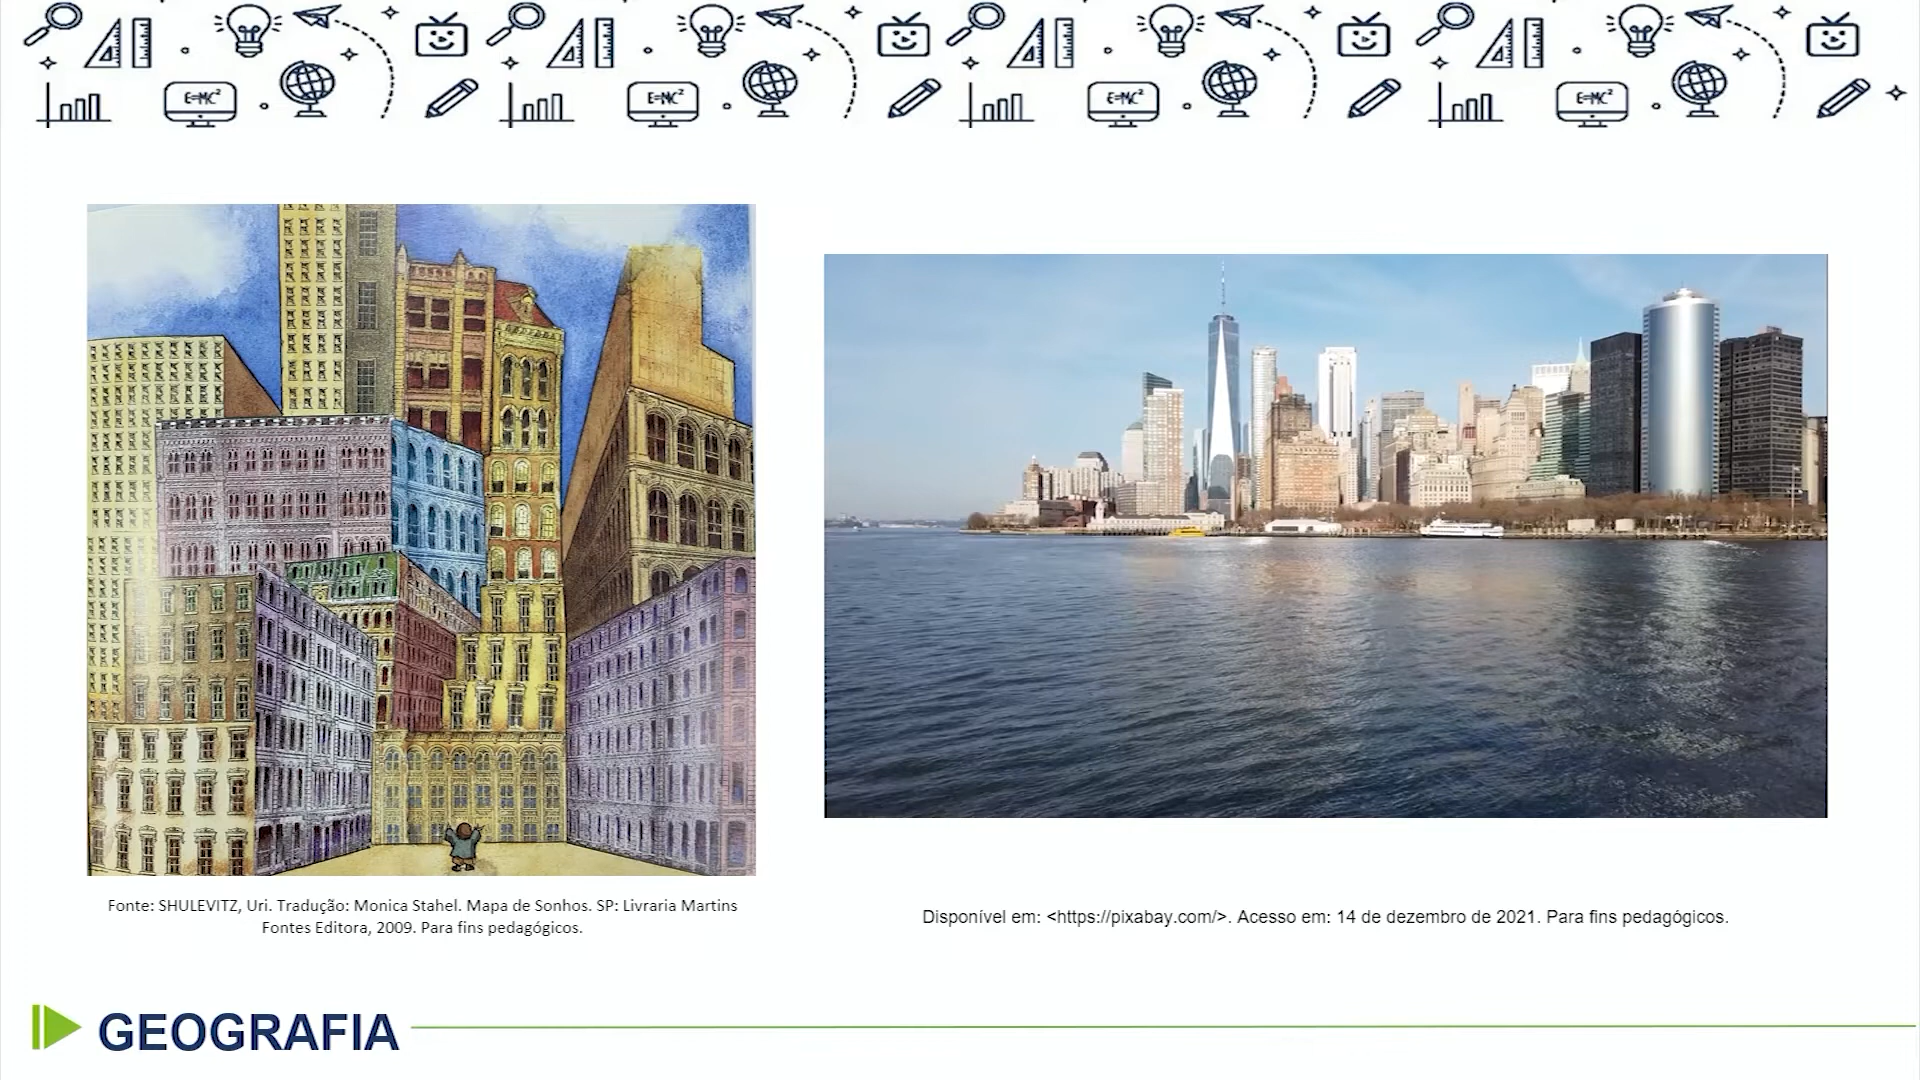 E=MC²
E=MC²
E=MC²
E=MC²
Fonte: SHULEVITZ, Uri. Tradução: Monica Stahel. Mapa de Sonhos. SP: Livraria Martins
Fontes Editora, 2009. Para fins pedagógicos.
Disponível em: <https://pixabay.com/>. Acesso em: 14 de dezembro de 2021. Para fins pedagógicos.
GEOGRAFIA